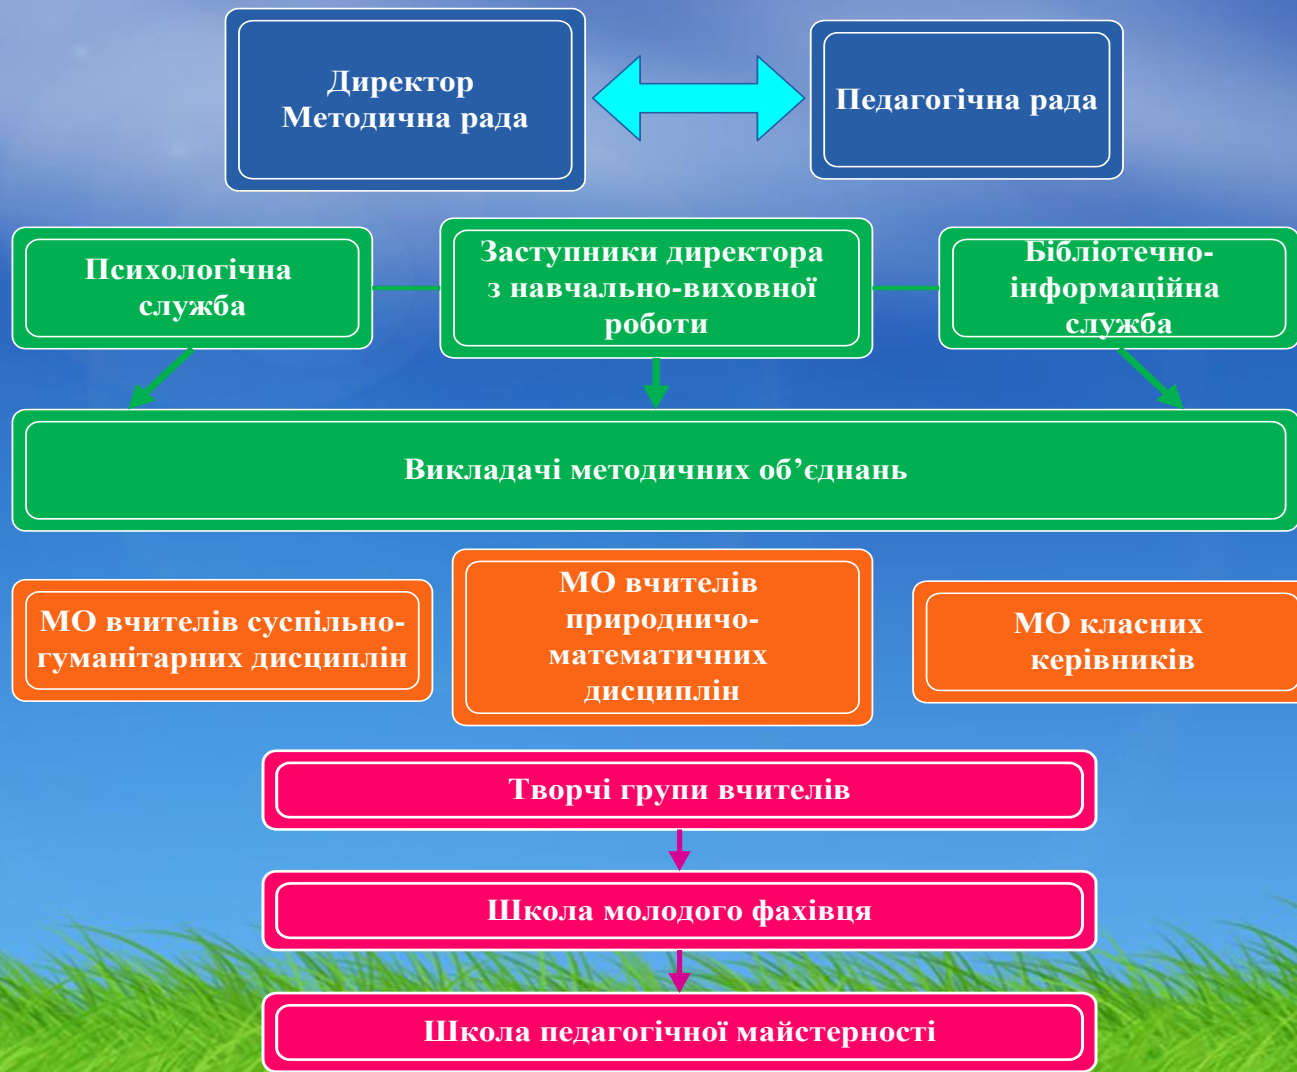 Директор
Методична рада
Педагогічна рада
Психологічна
служба
Заступники директора
з навчально-виховної
роботи
Бібліотечно-
інформаційна
служба
Викладачі методичних об’єднань
МО вчителів суспільно-
гуманітарних дисциплін
МО вчителів
природничо-
математичних
дисциплін
МО класних
керівників
Творчі групи вчителів
Школа молодого фахівця
Школа педагогічної майстерності